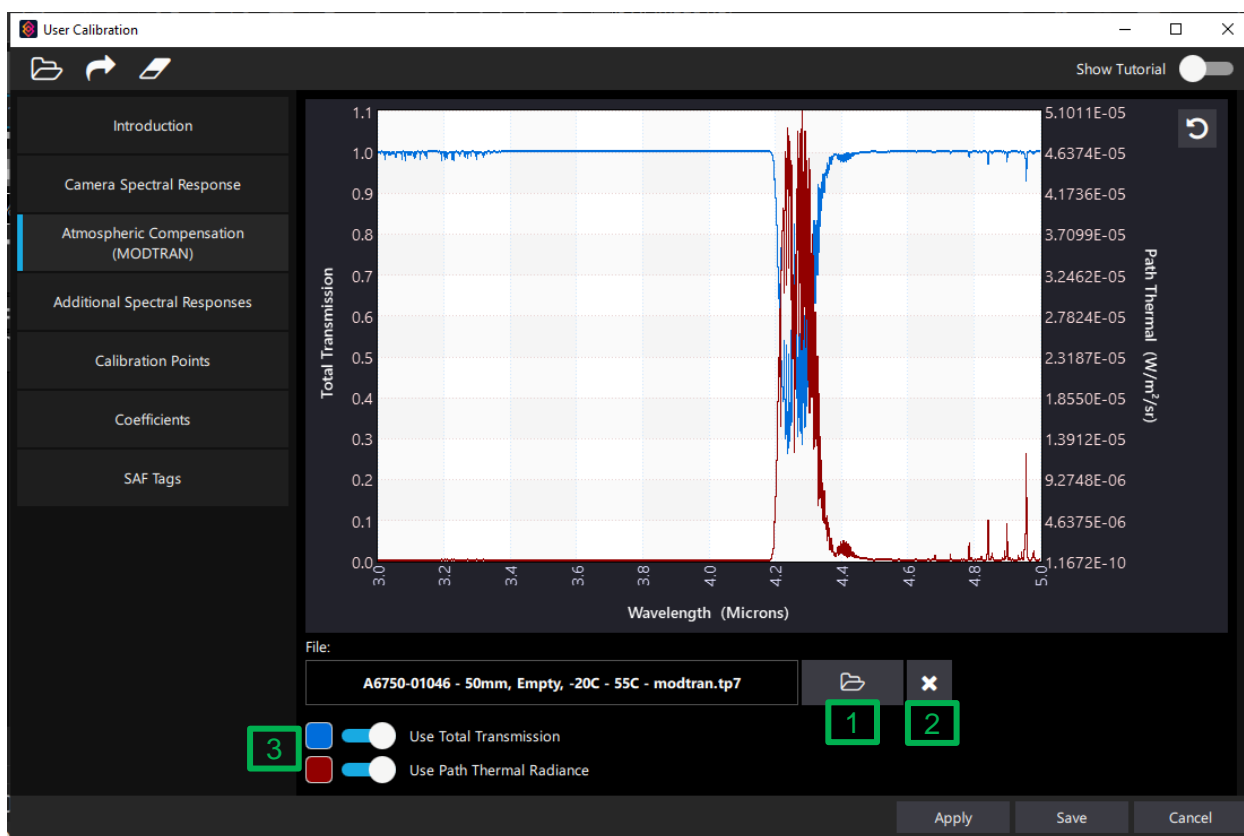 User Calibration
Show Tutorial
Introduction
Camera Spectral Response
Atmospheric Compensation
(MODTRAN)
Additional Spectral Responses
Calibration Points
Coefficients
SAF Tags
Total Transmission
1.1
1.0
0.9
0.8
0.7
0.6
0.5
0.4
0.3
0.2
0.1
0.0
3.0
3.2
3.4
3.6
3.8
4.0
4.2
4.4
4.6
4.8
5.0
Wavelength (Microns)
5.1011E-05
4.6374E-05
4.1736E-05
3.7099E-05
3.2462E-05
2.7824E-05
2.3187E-05
1.8550E-05
1.3912E-05
9.2748E-06
4.6375E-06
1.1672E-10
Path Thermal (W/m²/sr)
File:
A6750-01046 - 50mm, Empty, -20C - 55C - modtran.tp7
1
2
3
Use Total Transmission
Use Path Thermal Radiance
Apply
Save
Cancel